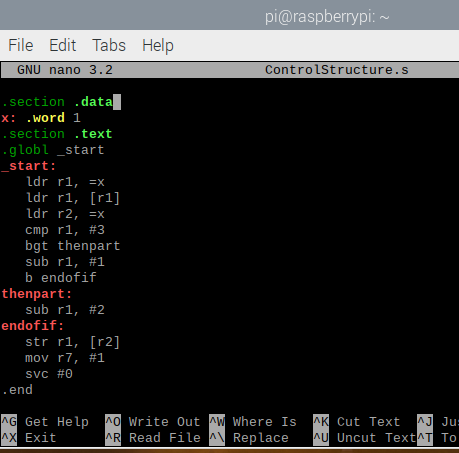 pi@raspberrypi: ~
File Edit Tabs Help
GNU nano 3.2 ControlStructure.s
.section .data
x: .word 1
.section .text
.globl _start
_start:
ldr r1, =x
ldr r1, [r1]
ldr r2, =x
cmp r1, #3
bgt thenpart
sub r1, #1
b endofif
thenpart:
sub r1, #2
endofif:
str r1, [r2]
mov r7, #1
svc #0
.end
^G Get Help ^O Write Out ^W Where Is ^K Cut Text ^J Jus
^X Exit ^R Read File ^\ Replace ^U Uncut Text ^T To